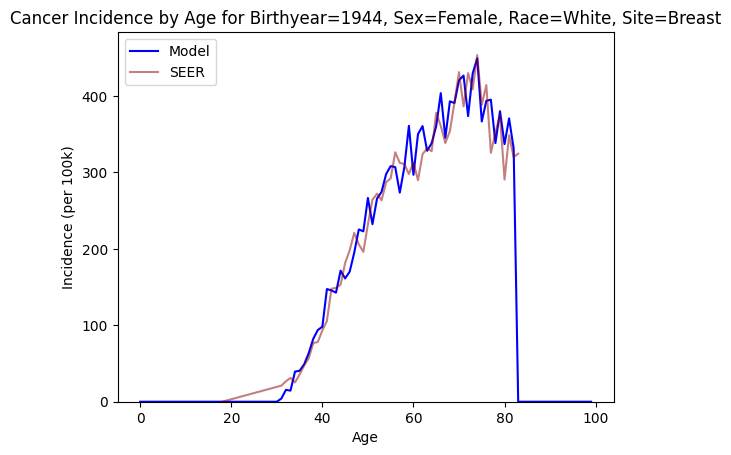 Cancer Incidence by Age for Birthyear=1944, Sex=Female, Race=White, Site=Breast
Model
SEER
Incidence (per 100k)
400
300
200
100
0
0 20 40 60 80 100
Age